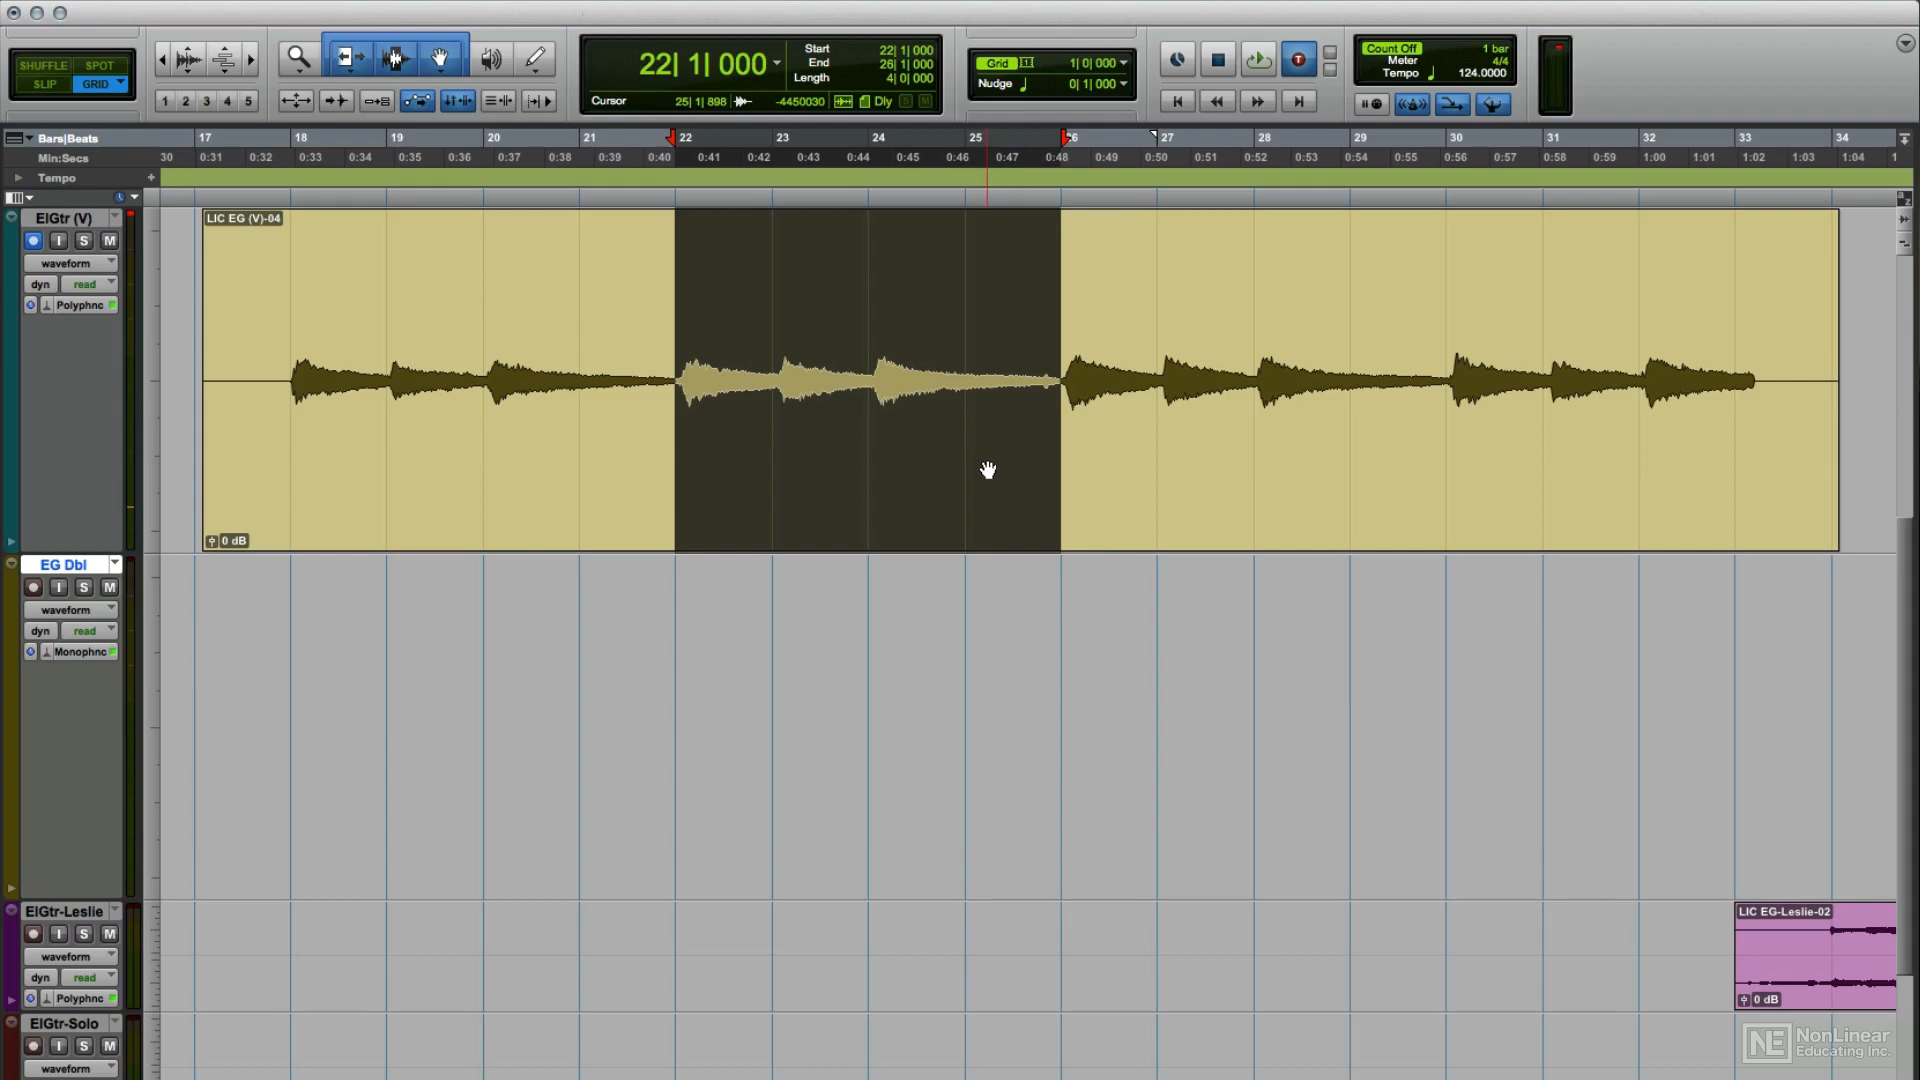 SHUFFLE SPOT
SLIP GRID
1 2 3 4 5
22| 1| 000
Start 22| 1| 000
End 26| 1| 000
Length 4| 0| 000
Cursor 25| 1| 898 -4450030 Dly S M
Grid 1| 0| 000
Nudge 0| 1| 000
Count Off 1 bar
Meter 4/4
Tempo 124.0000
Bars|Beats 17 18 19 20 21 22 23 24 25 26 27 28 29 30 31 32 33 34
Min:Secs 30 0:31 0:32 0:33 0:34 0:35 0:36 0:37 0:38 0:39 0:40 0:41 0:42 0:43 0:44 0:45 0:46 0:47 0:48 0:49 0:50 0:51 0:52 0:53 0:54 0:55 0:56 0:57 0:58 0:59 1:00 1:01 1:02 1:03 1:04 1
Tempo +
ElGtr (V)
LIC EG (V)-04
I S M
waveform
dyn read
Polyphnc
0 dB
EG Dbl
I S M
waveform
dyn read
Monophnc
ElGtr-Leslie
LIC EG-Leslie-02
I S M
waveform
dyn read
Polyphnc
0 dB
ElGtr-Solo
I S M
waveform
NE NonLinear
Educating Inc.